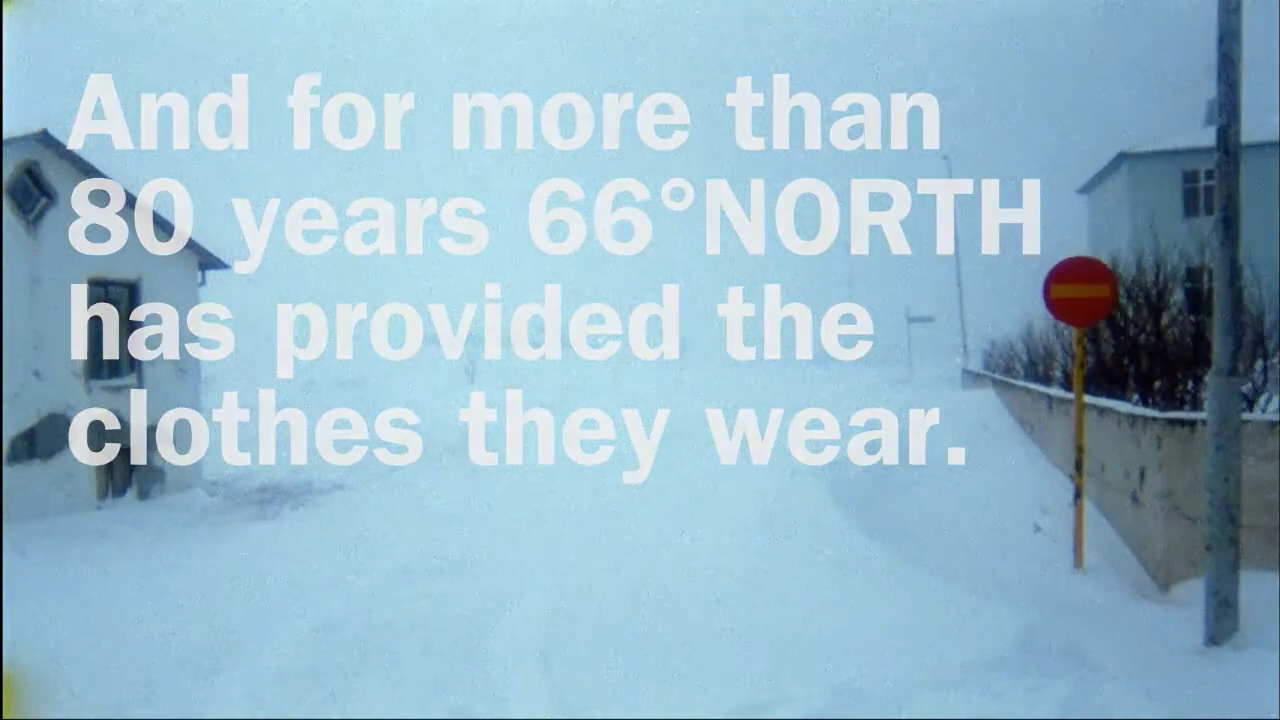 And for more than
80 years 66°NORTH
has provided the
clothes they wear.